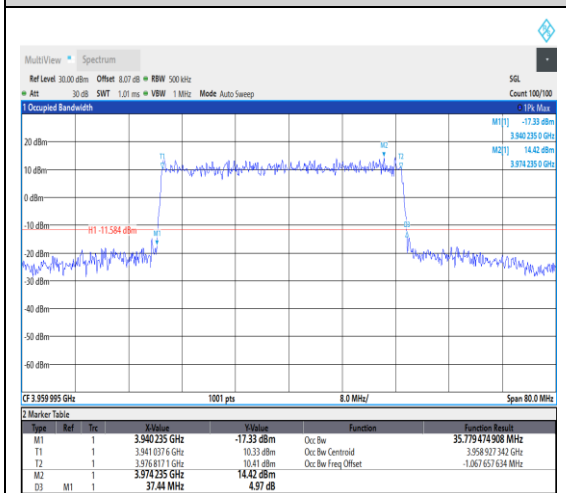 MultiView Spectrum
Ref Level 30.00 dBm Offset 8.07 dB RBW 500 kHz SGL
Att 30 dB SWT 1.01 ms VBW 1 MHz Mode Auto Sweep Count 100/100
1 Occupied Bandwidth 1Pk Max
M1[1] -17.33 dBm
3.940 235 0 GHz
M2[1] 14.42 dBm
3.974 235 0 GHz
20 dBm
10 dBm
0 dBm
-10 dBm
-20 dBm
-30 dBm
-40 dBm
-50 dBm
-60 dBm
T1
M2
T2
H1 -11.584 dBm
M1
D3
CF 3.959 995 GHz 1001 pts 8.0 MHz/ Span 80.0 MHz
2 Marker Table
Type Ref Trc X-Value Y-Value Function Function Result
M1 1 3.940 235 GHz -17.33 dBm Occ Bw 35.779 474 908 MHz
T1 1 3.941 037 6 GHz 10.33 dBm Occ Bw Centroid 3.958 927 342 GHz
T2 1 3.976 817 1 GHz 10.41 dBm Occ Bw Freq Offset -1.067 657 634 MHz
M2 1 3.974 235 GHz 14.42 dBm
D3 M1 1 37.44 MHz 4.97 dB